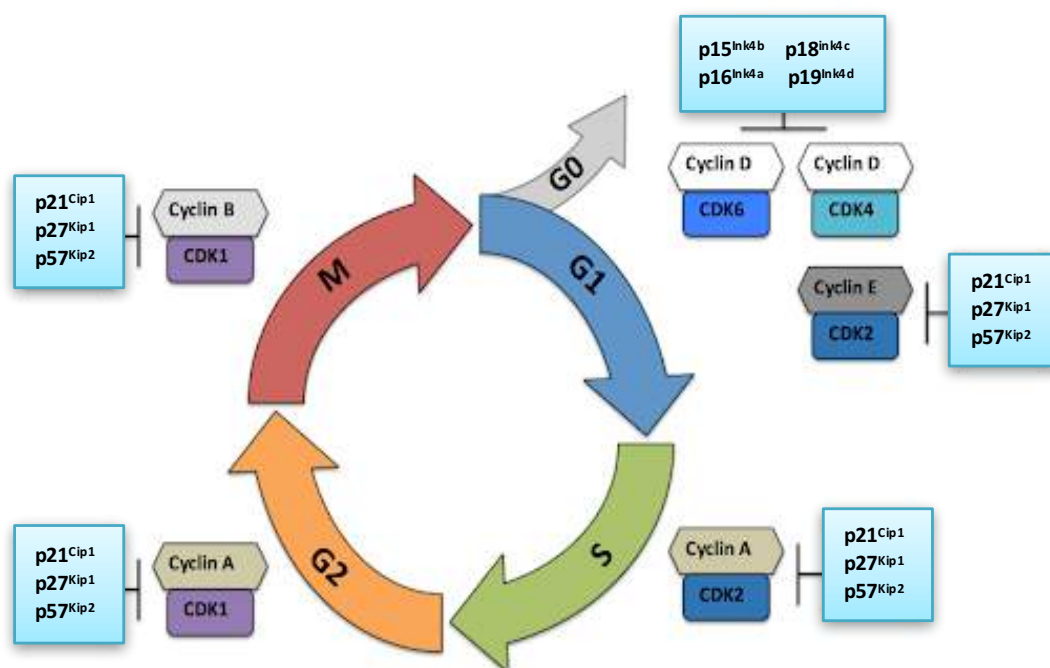 p15Ink4b p18ink4c
p16Ink4a p19Ink4d
G0
Cyclin D Cyclin D
CDK6 CDK4
p21Cip1
p27Kip1
p57Kip2
Cyclin B
CDK1
M
G1
Cyclin E
CDK2
p21Cip1
p27Kip1
p57Kip2
p21Cip1
p27Kip1
p57Kip2
Cyclin A
CDK1
G2
S
Cyclin A
CDK2
p21Cip1
p27Kip1
p57Kip2